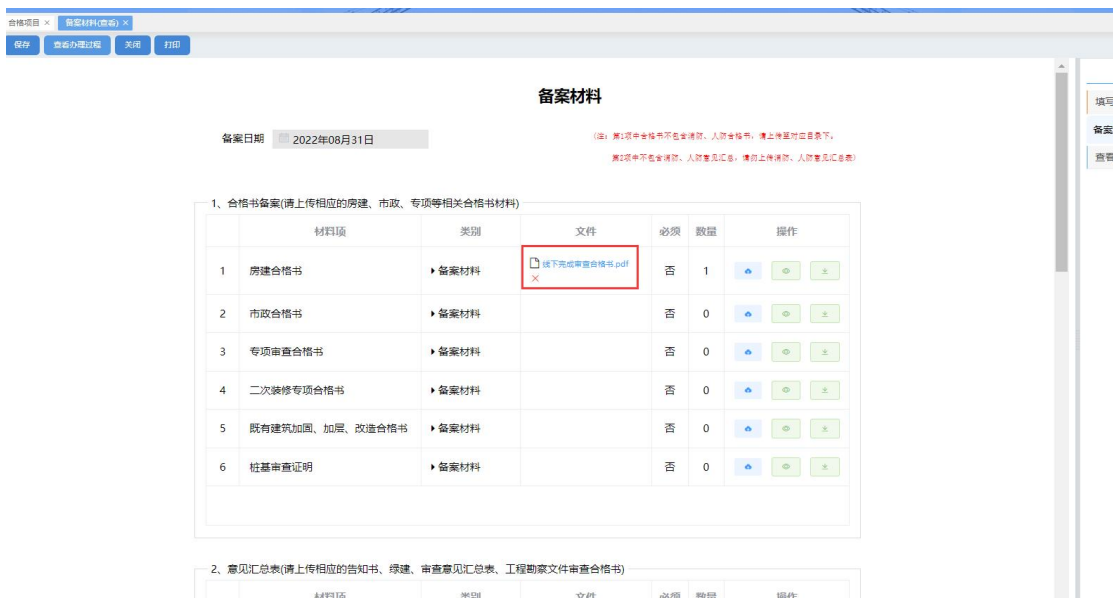 合格项目 ×
备案材料(查看) ×
保存 查看办理过程 关闭 打印
备案材料
填写
备案日期 2022年08月31日
(注：第1项中合格书不包含消防、人防合格书，请上传至对应目录下。
备案
第2项中不包含消防、人防意见汇总，请勿上传消防、人防意见汇总表)
查看
1、合格书备案(请上传相应的房建、市政、专项等相关合格书材料)
材料项 类别 文件 必须 数量 操作
1 房建合格书 备案材料 线下完成审查合格书.pdf 否 1
2 市政合格书 备案材料 否 0
3 专项审查合格书 备案材料 否 0
4 二次装修专项合格书 备案材料 否 0
5 既有建筑加固、加层、改造合格书 备案材料 否 0
6 桩基审查证明 备案材料 否 0
2、意见汇总表(请上传相应的告知书、绿建、审查意见汇总表、工程勘察文件审查合格书)
材料项 类别 文件 必须 数量 操作